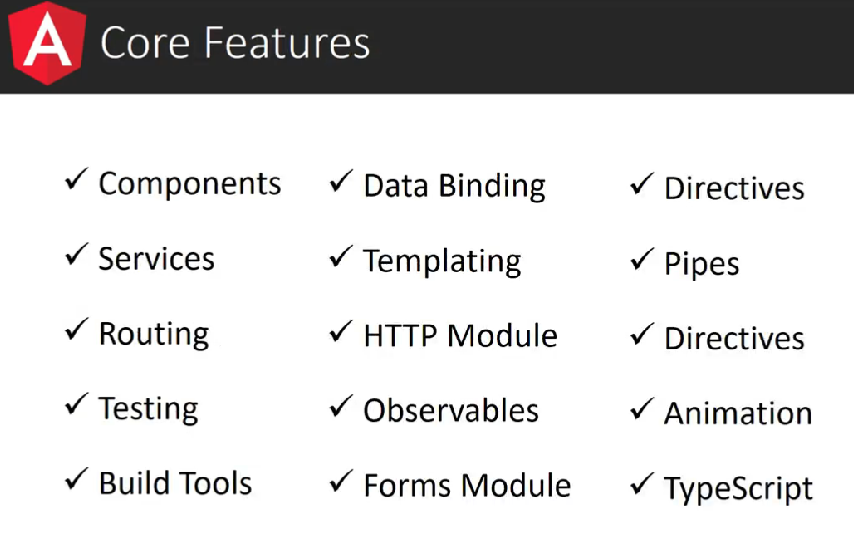 A
Core Features
✓ Components
✓ Services
✓ Routing
✓ Testing
✓ Build Tools
✓ Data Binding
✓ Templating
✓ HTTP Module
✓ Observables
✓ Forms Module
✓ Directives
✓ Pipes
✓ Directives
✓ Animation
✓ TypeScript